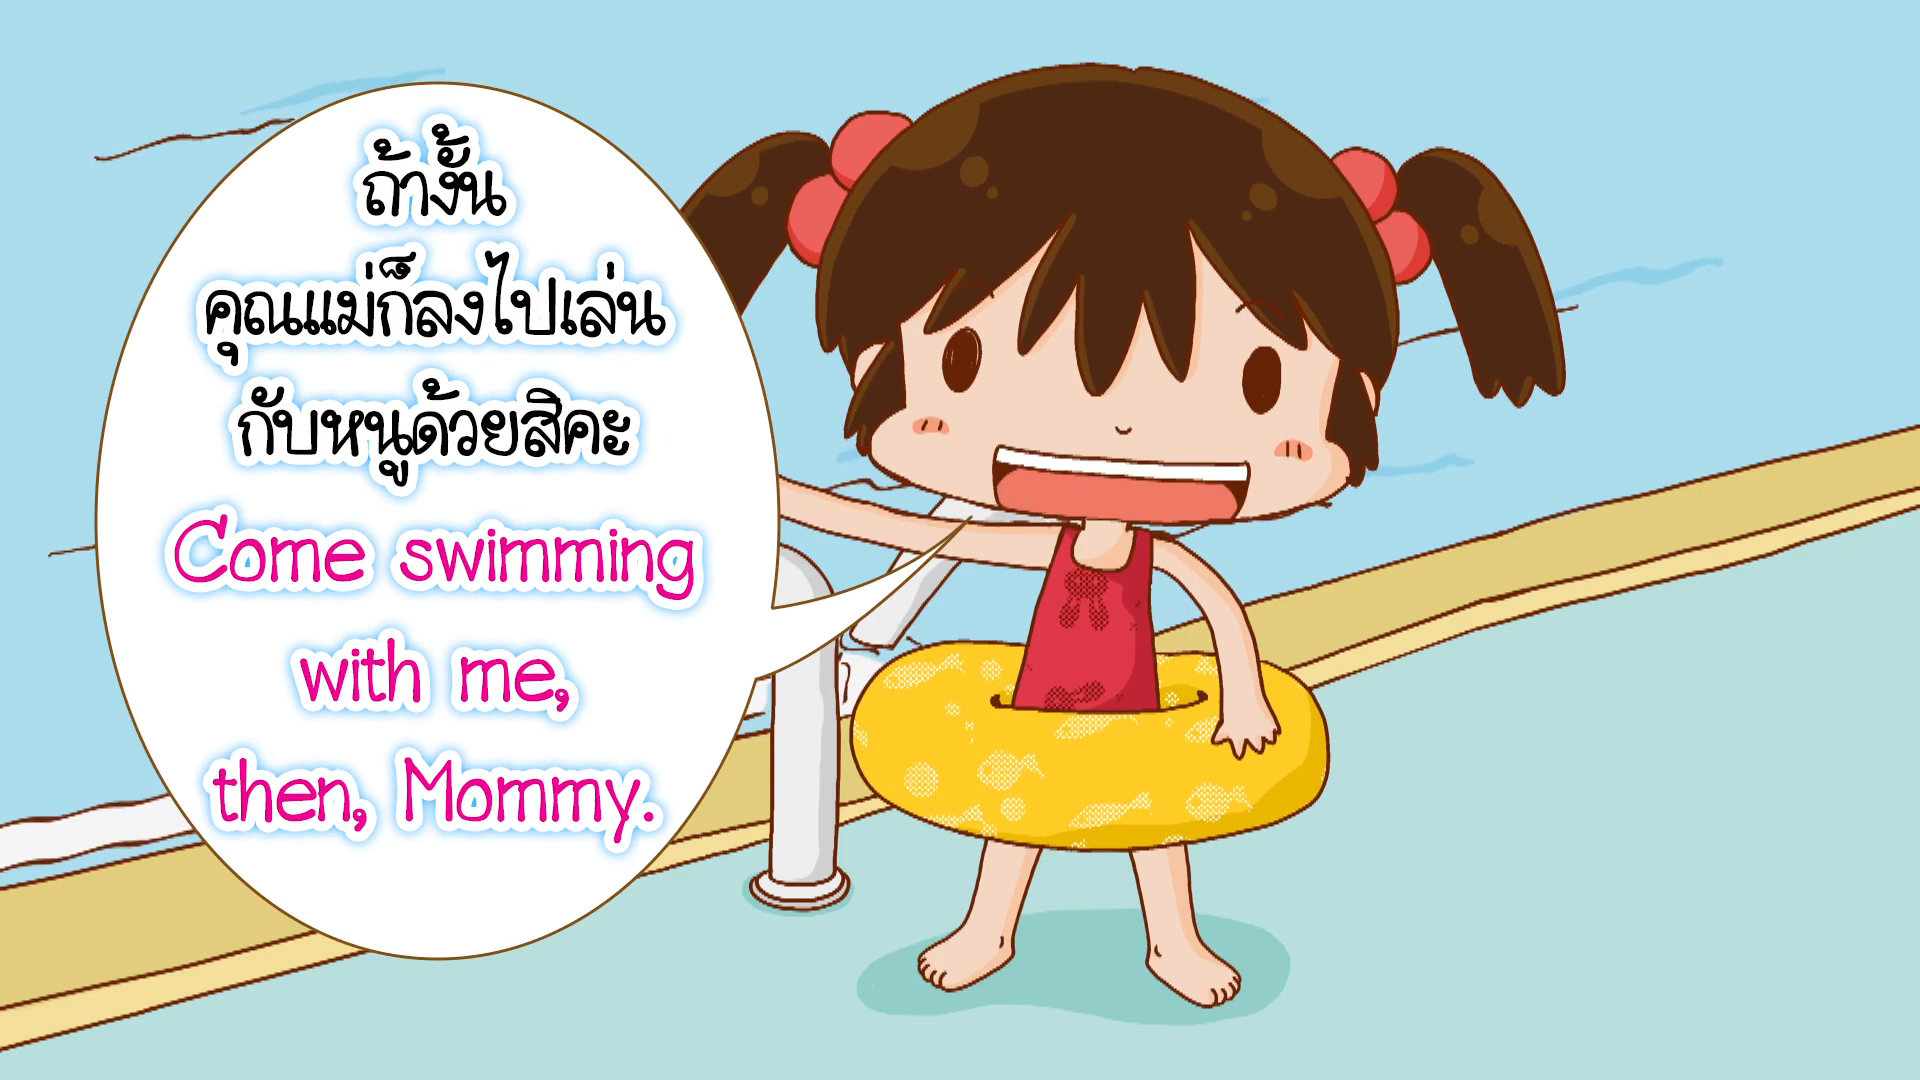 ถ้างั้น
คุณแม่ก็ลงไปเล่น
กับหนูด้วยสิคะ
Come swimming
with me,
then, Mommy.